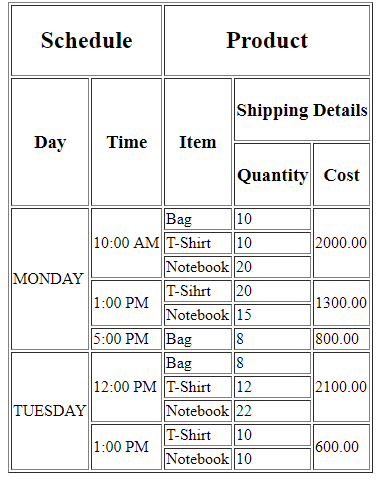 Schedule Product
Day Time Item Shipping Details
Quantity Cost
MONDAY 10:00 AM Bag 10 2000.00
T-Shirt 10
Notebook 20
1:00 PM T-Sihrt 20 1300.00
Notebook 15
5:00 PM Bag 8 800.00
TUESDAY 12:00 PM Bag 8 2100.00
T-Shirt 12
Notebook 22
1:00 PM T-Shirt 10 600.00
Notebook 10